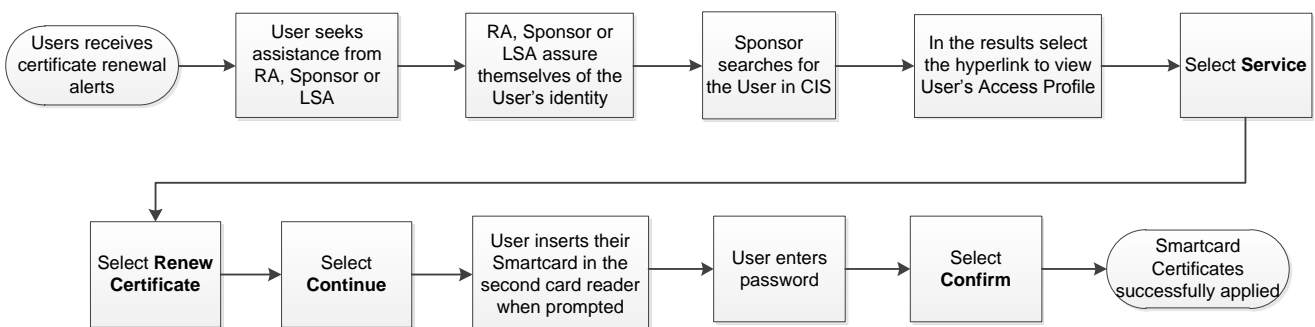 Users receives
certificate renewal
alerts
User seeks
assistance from
RA, Sponsor or
LSA
RA, Sponsor or
LSA assure
themselves of the
User's identity
Sponsor
searches for
the User in CIS
In the results select
the hyperlink to view
User's Access Profile
Select Service
Select Renew
Certificate
Select
Continue
User inserts their
Smartcard in the
second card reader
when prompted
User enters
password
Select
Confirm
Smartcard
Certificates
successfully applied